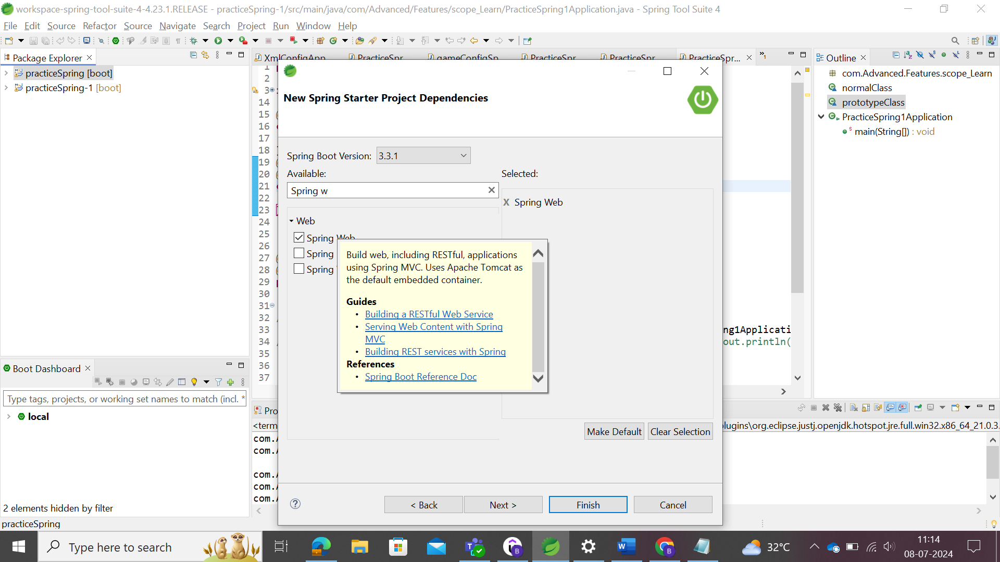 workspace-spring-tool-suite-4-4.23.1.RELEASE - practiceSpring-1/src/main/java/com/Advanced/Features/scope_Learn/PracticeSpring1Application.java - Spring Tool Suite 4
File Edit Source Refactor Source Navigate Search Project Run Window Help
Package Explorer
practiceSpring [boot]
practiceSpring-1 [boot]
XmlConfigApp PracticeSpr gameConfigSp PracticeSpr PracticeSpr PracticeSpr... "1
1
2
3
14
15
16
17
18
19
20
21
22
23
24
25
26
27
28
29
30
31
32
33
34
35
36
37
ng1Applicati
out.println(
New Spring Starter Project Dependencies
Spring Boot Version: 3.3.1
Available:
Spring w
Web
Spring Web
Spring
Spring
Build web, including RESTful, applications
using Spring MVC. Uses Apache Tomcat as
the default embedded container.
Guides
• Building a RESTful Web Service
• Serving Web Content with Spring
MVC
• Building REST services with Spring
References
• Spring Boot Reference Doc
Selected:
X Spring Web
Make Default Clear Selection
< Back Next > Finish Cancel
Outline
com.Advanced.Features.scope_Learn
normalClass
prototypeClass
PracticeSpring1Application
main(String[]) : void
Boot Dashboard
Type tags, projects, or working set names to match (incl. *
local
2 elements hidden by filter
practiceSpring
Pro
<term
plugins\org.eclipse.justj.openjdk.hotspot.jre.full.win32.x86_64_21.0.3.
com.A
com.A
com.A
com.A
com.A
Type here to search
32°C
11:14
08-07-2024